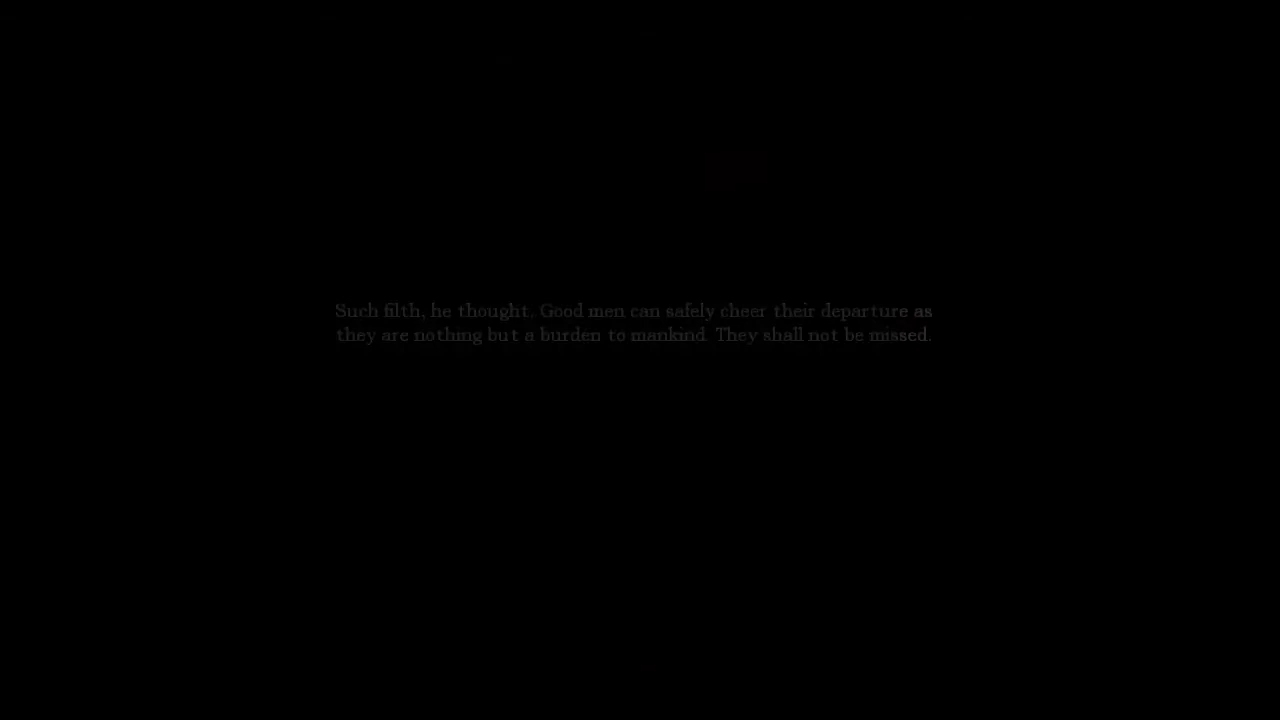 Such filth, he thought. Good men can safely cheer their departure as
they are nothing but a burden to mankind. They shall not be missed.